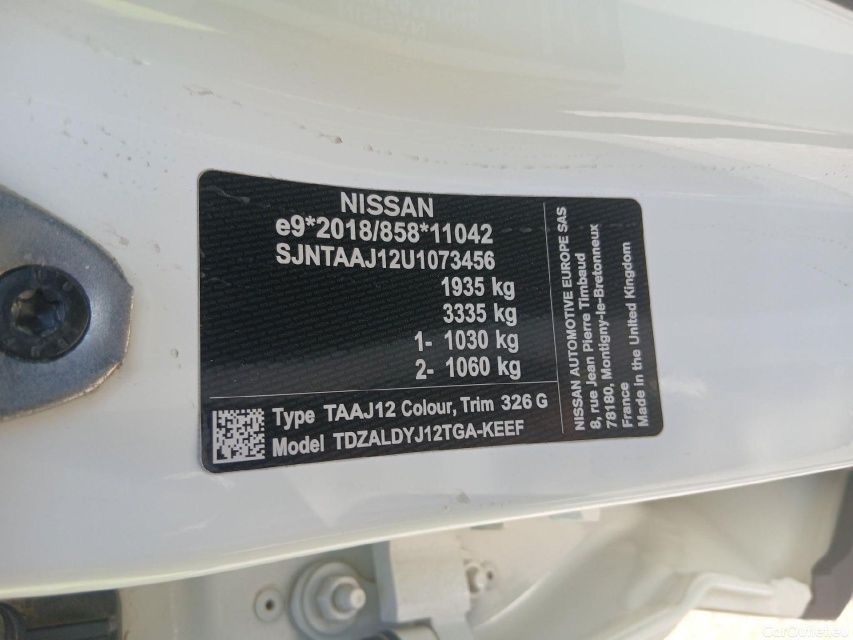 NISSAN
e9*2018/858*11042
SJNTAAJ12U1073456
1935 kg
3335 kg
1- 1030 kg
2- 1060 kg
Type TAAJ12 Colour, Trim 326 G
Model TDZALDYJ12TGA-KEEF
NISSAN AUTOMOTIVE EUROPE SAS
8, rue Jean Pierre Timbaud
78180, Montigny-le-Bretonneux
France
Made in the United Kingdom
CarOutlet.eu